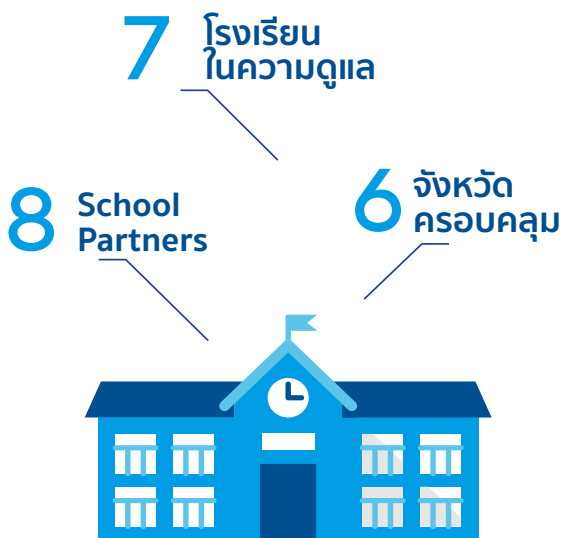 7 โรงเรียน
ในความดูแล
8 School
Partners
6 จังหวัด
ครอบคลุม